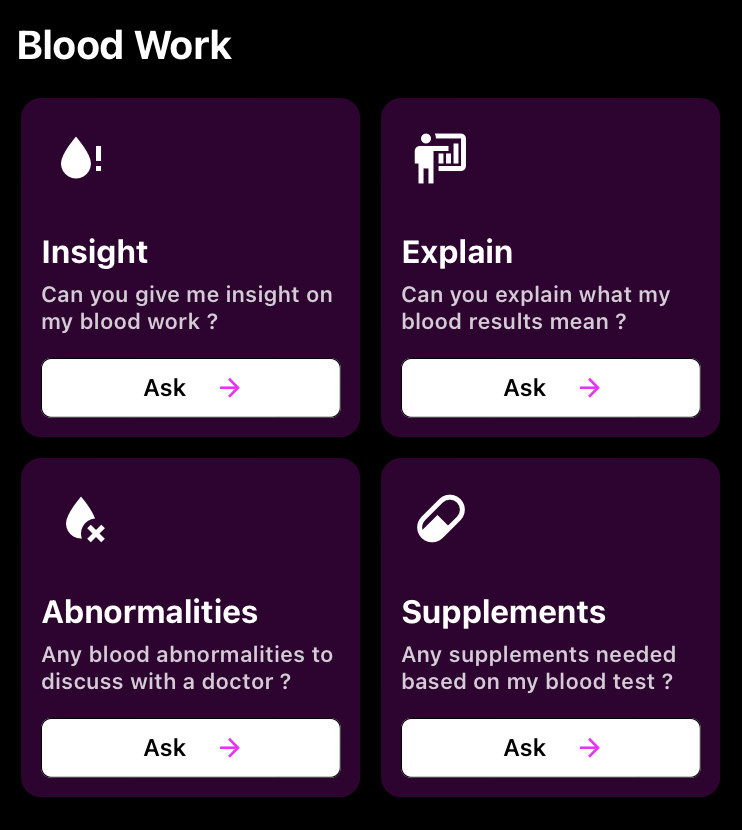 Blood Work
Insight
Can you give me insight on
my blood work ?
Ask
Explain
Can you explain what my
blood results mean ?
Ask
Abnormalities
Any blood abnormalities to
discuss with a doctor ?
Ask
Supplements
Any supplements needed
based on my blood test ?
Ask